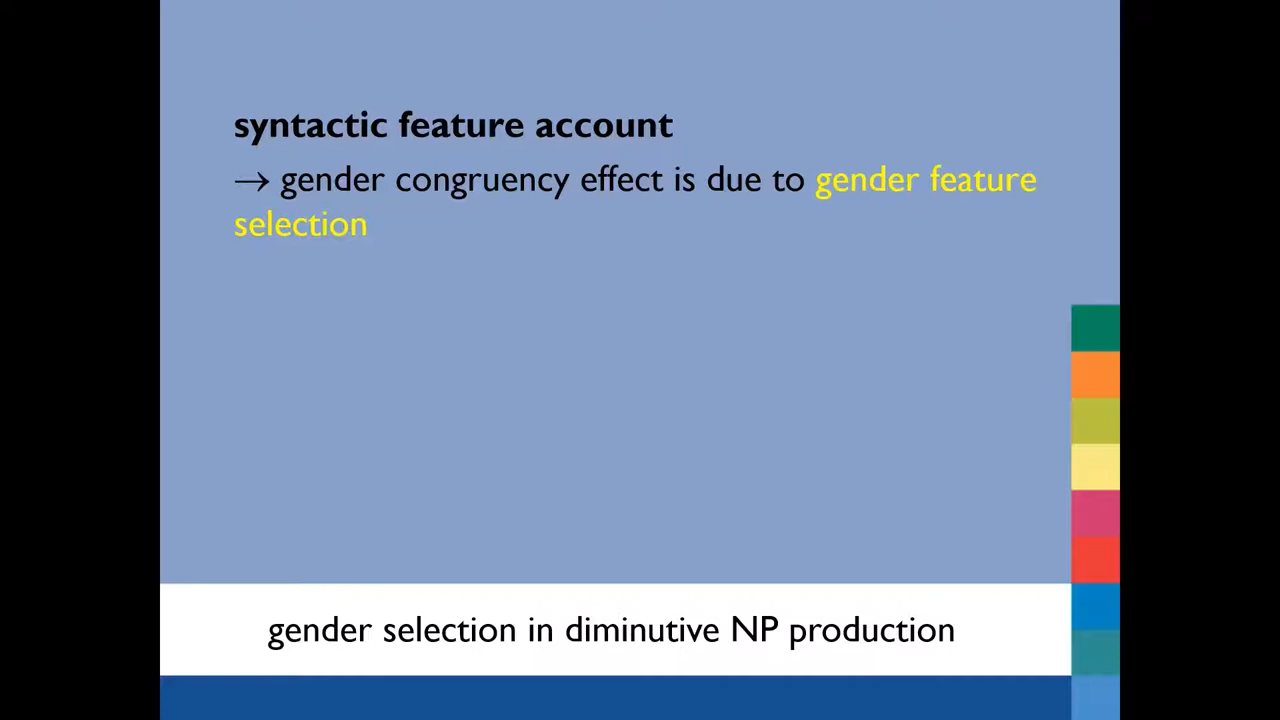 syntactic feature account
→ gender congruency effect is due to gender feature
selection
gender selection in diminutive NP production